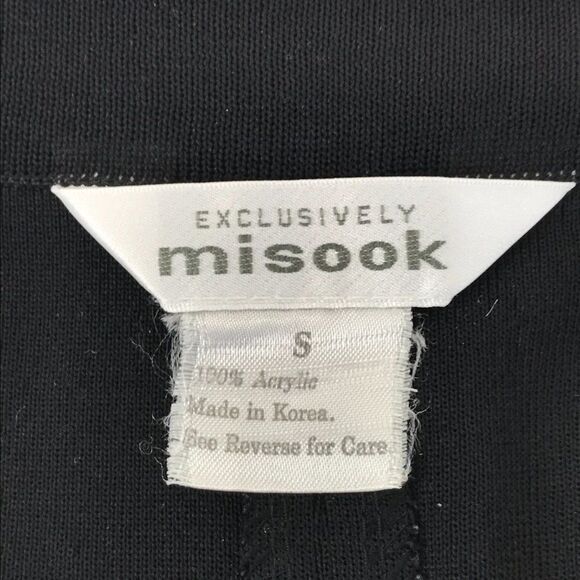 EXCLUSIVELY
misook
S
100% Acrylic
Made in Korea.
See Reverse for Care